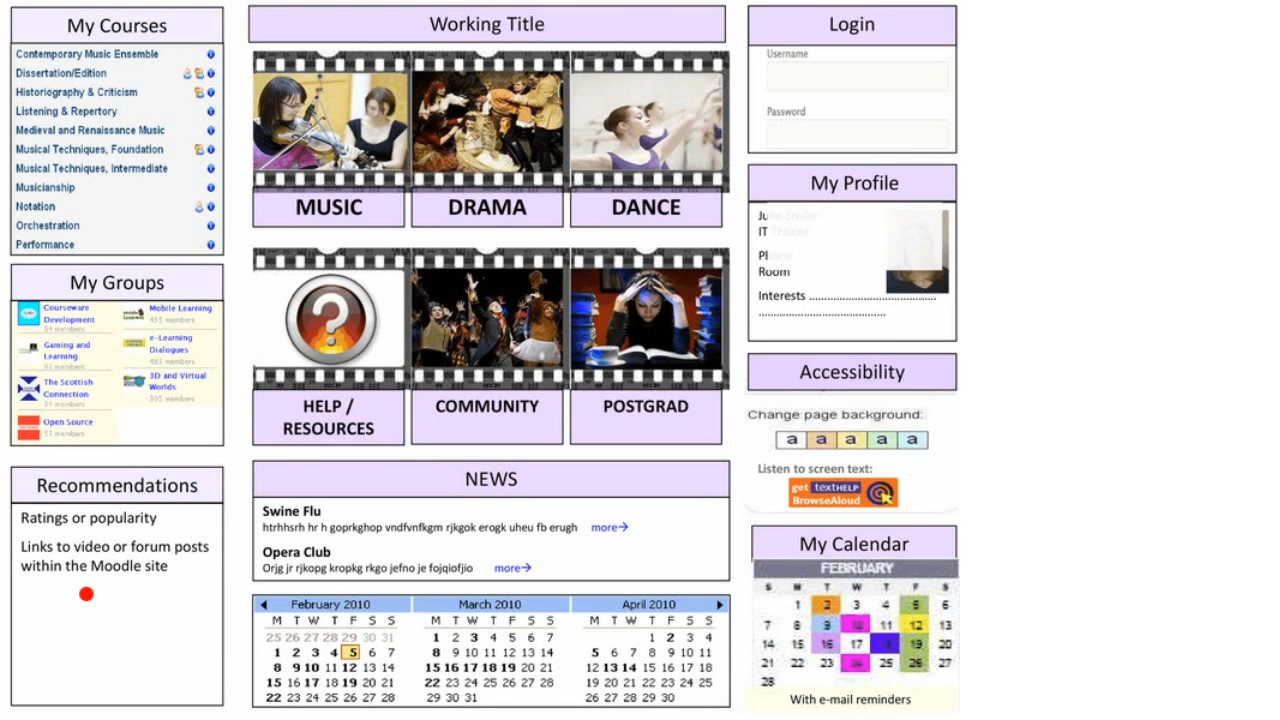 My Courses
Contemporary Music Ensemble
Dissertation/Edition
Historiography & Criticism
Listening & Repertory
Medieval and Renaissance Music
Musical Techniques, Foundation
Musical Techniques, Intermediate
Musicianship
Notation
Orchestration
Performance
My Groups
Courseware Development
94 members
Gaming and Learning
The Scottish Connection
34 members
Open Source
51 members
Mobile Learning
e-Learning Dialogues
3D and Virtual Worlds
Recommendations
Ratings or popularity
Links to video or forum posts
within the Moodle site
Working Title
MUSIC
DRAMA
DANCE
HELP /
RESOURCES
COMMUNITY
POSTGRAD
NEWS
Swine Flu
htrhhsrh hr h goprkghop vndfvnfkgm rjkgok erogk uheu fb erugh more→
Opera Club
Orjg jr rjkopg kropkg rkgo jefno je fojqiofjio more→
February 2010 March 2010 April 2010
M T W T F S S M T W T F S S M T W T F S S
25 26 27 28 29 30 31 1 2 3 4 5 6 7 1 2 3 4
1 2 3 4 5 6 7 8 9 10 11 12 13 14 5 6 7 8 9 10 11
8 9 10 11 12 13 14 15 16 17 18 19 20 21 12 13 14 15 16 17 18
15 16 17 18 19 20 21 22 23 24 25 26 27 28 19 20 21 22 23 24 25
22 23 24 25 26 27 28 29 30 31 26 27 28 29 30
Login
Username
Password
My Profile
Julie Smilie
IT Trainer
Phone
Room
Interests ........................................
........................................
Accessibility
Change page background:
a a a a a
Listen to screen text:
get textHELP
BrowseAloud
My Calendar
FEBRUARY
S M T W T F S
1 2 3 4 5 6
7 8 9 10 11 12 13
14 15 16 17 18 19 20
21 22 23 24 25 26 27
28
With e-mail reminders